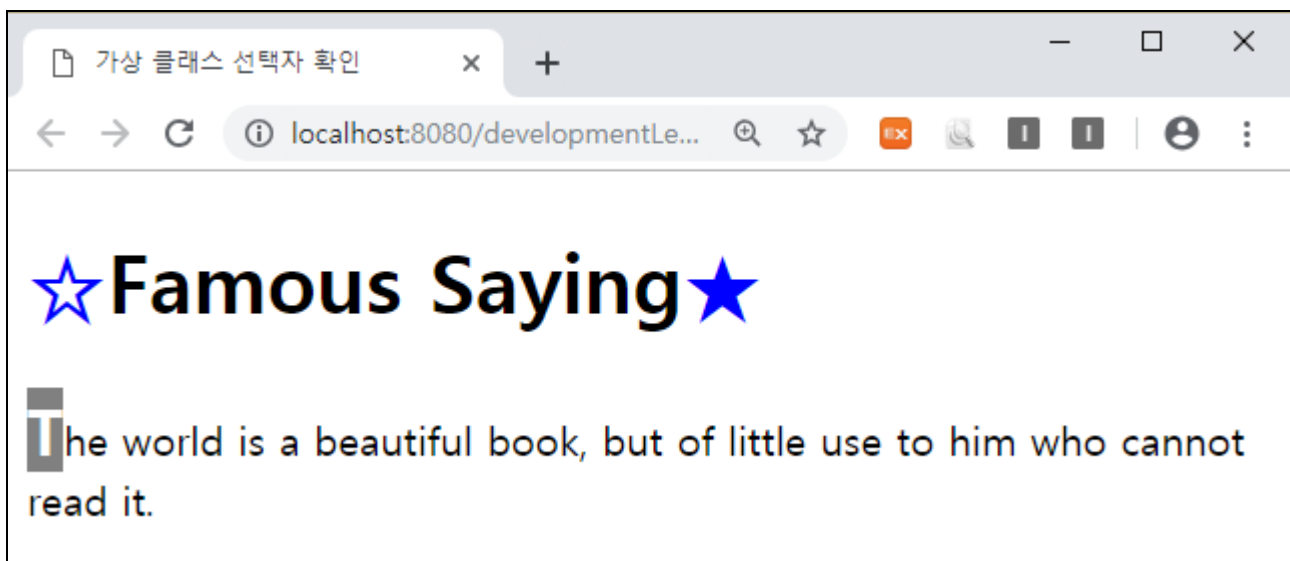 가상 클래스 선택자 확인
localhost:8080/developmentLe...
EX
☆Famous Saying★
The world is a beautiful book, but of little use to him who cannot
read it.